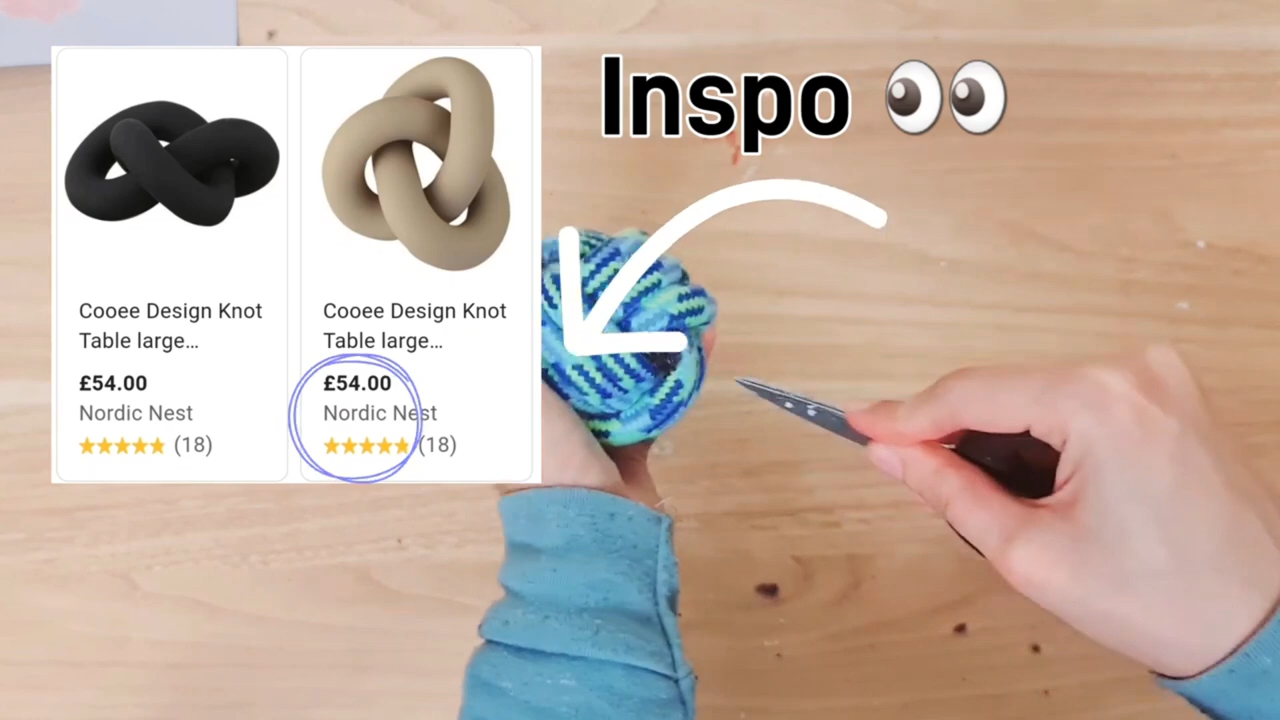 Inspo 👀
Cooee Design Knot
Table large...
£54.00
Nordic Nest
(18)
Cooee Design Knot
Table large...
£54.00
Nordic Nest
(18)